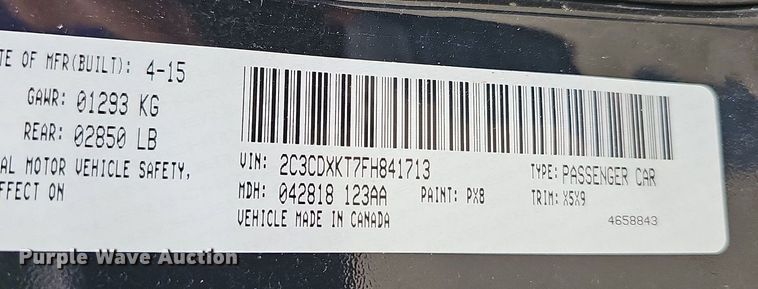 TE OF MFR(BUILT): 4-15
GAWR: 01293 KG
REAR: 02850 LB
AL MOTOR VEHICLE SAFETY,
FFECT ON
VIN: 2C3CDXKT7FH841713
TYPE: PASSENGER CAR
MDH: 042818 123AA PAINT: PX8 TRIM: X5X9
VEHICLE MADE IN CANADA
4658843
Purple Wave Auction